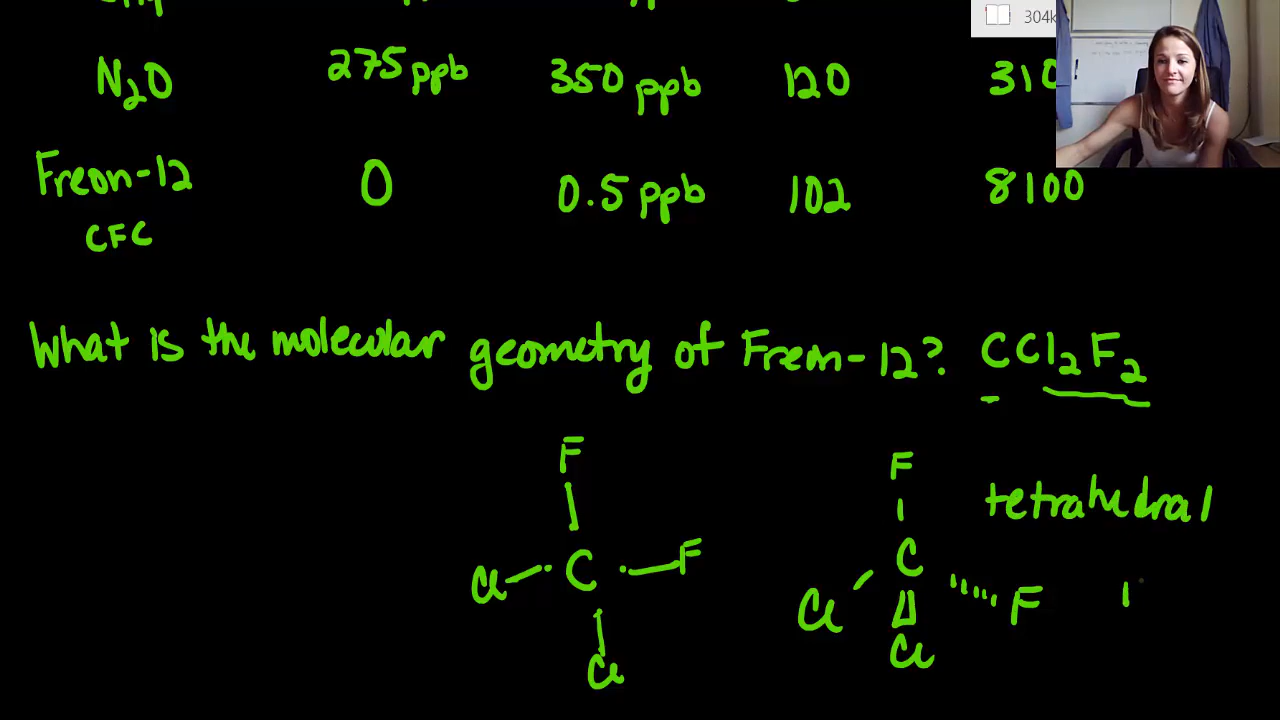 304k
N2O 275 ppb 350 ppb 120 310
Freon-12 0 0.5 ppb 102 8100
CFC
What is the molecular geometry of Freon-12? CCl2F2
F
F
tetrahedral
C
F
Cl C
Cl F
Cl
Cl